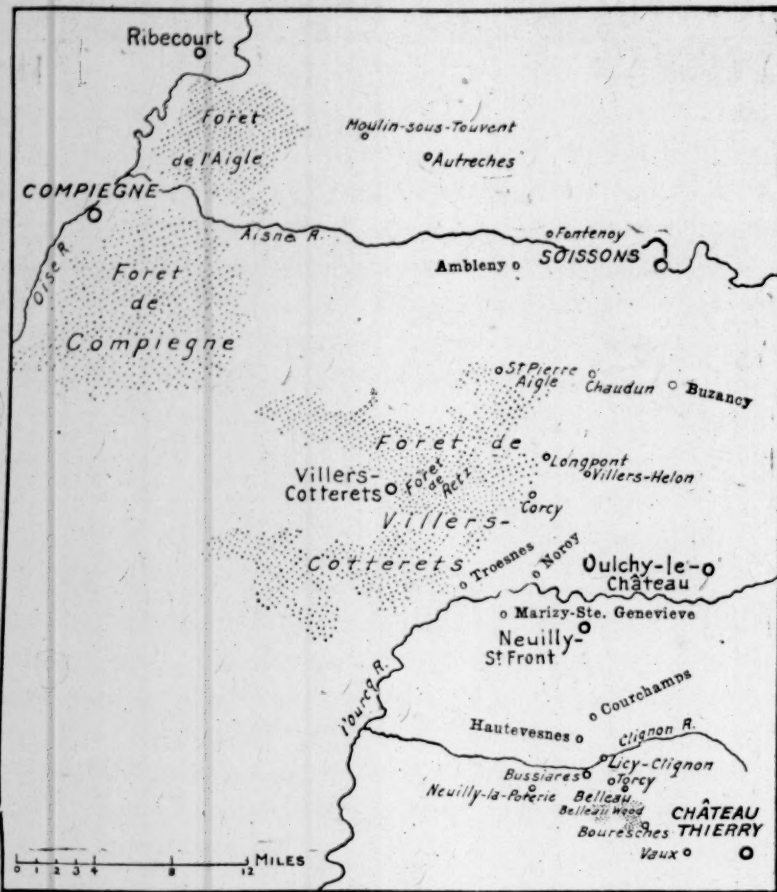 Ribecourt
Foret
de l'Aigle
Moulin-sous-Touvent
Autreches
COMPIEGNE
Aisne R.
Fontenoy
SOISSONS
Ambleny
Oise R.
Foret
de
Compiegne
St Pierre
Aigle
Chaudun
Buzancy
Foret de
Longpont
Villers-Helon
Villers-
Cotterets
Foret
de
Retz
Corcy
Villers-
Cotterets
Troesnes
Noroy
Oulchy-le-
Château
Marizy-Ste. Genevieve
Neuilly-
St Front
l'Ourcq R.
Courchamps
Hautevesnes
Clignon R.
Licy-Clignon
Bussiares
Torcy
Neuilly-la-Poterie
Belleau
Belleau Wood
CHÂTEAU
THIERRY
Bouresches
Vaux
0 1 2 3 4 8 12 MILES